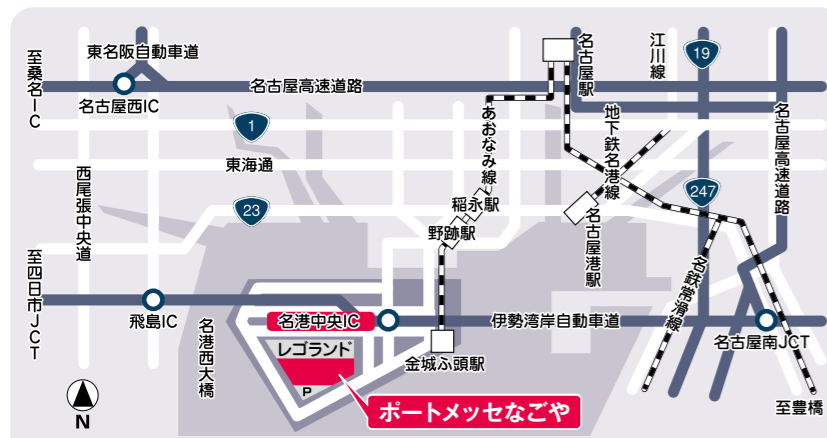 東名阪自動車道
至桑名IC
名古屋西IC
名古屋高速道路
名古屋駅
江川線
19
1
東海通
あおなみ線
地下鉄名港線
名古屋高速道路
西尾張中央道
23
稲永駅
野跡駅
名古屋港駅
247
至四日市JCT
飛島IC
名港西大橋
名港中央IC
伊勢湾岸自動車道
名鉄常滑線
名古屋南JCT
レゴランド
金城ふ頭駅
P
ポートメッセなごや
至豊橋
N